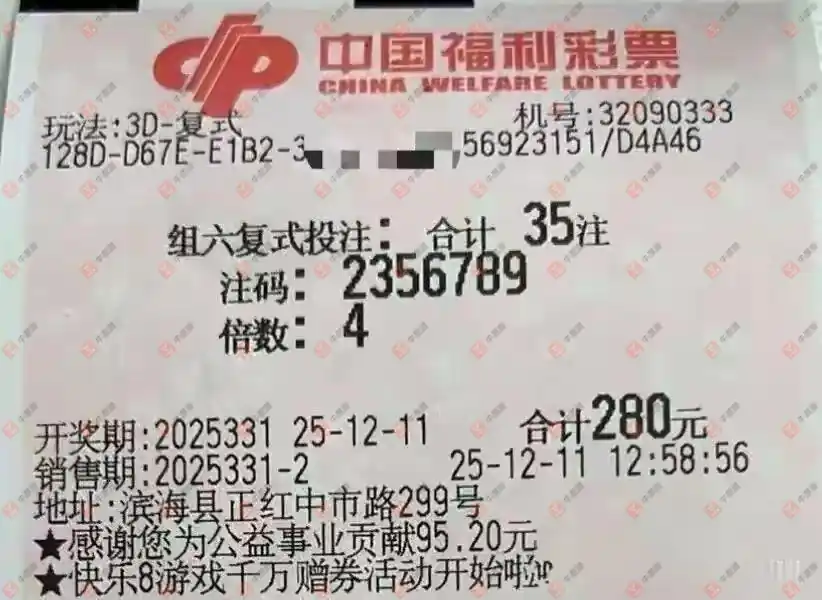 中国福利彩票
CHINA WELFARE LOTTERY
玩法:3D-复式 机号:32090333
128D-D67E-E1B2-3 56923151/D4A46
组六复式投注: 合计 35注
注码: 2356789
倍数: 4
开奖期:2025331 25-12-11 合计280元
销售期:2025331-2 25-12-11 12:58:56
地址:滨海县正红中市路299号
★感谢您为公益事业贡献95.20元
★快乐8游戏千万赠券活动开始啦